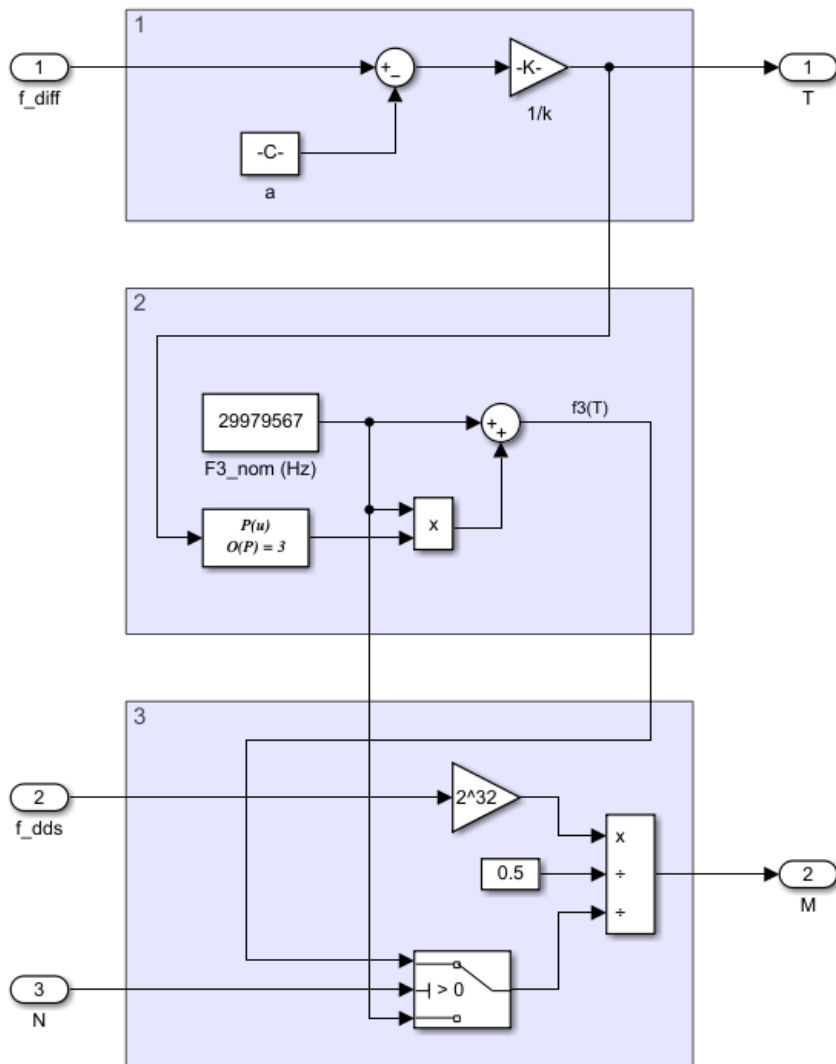 1
1
f_diff
+
−
-K-
1/k
1
T
-C-
a
2
29979567
F3_nom (Hz)
+
+
f3(T)
P(u)
O(P) = 3
x
3
2
f_dds
2^32
x
0.5
÷
÷
2
M
3
N
> 0